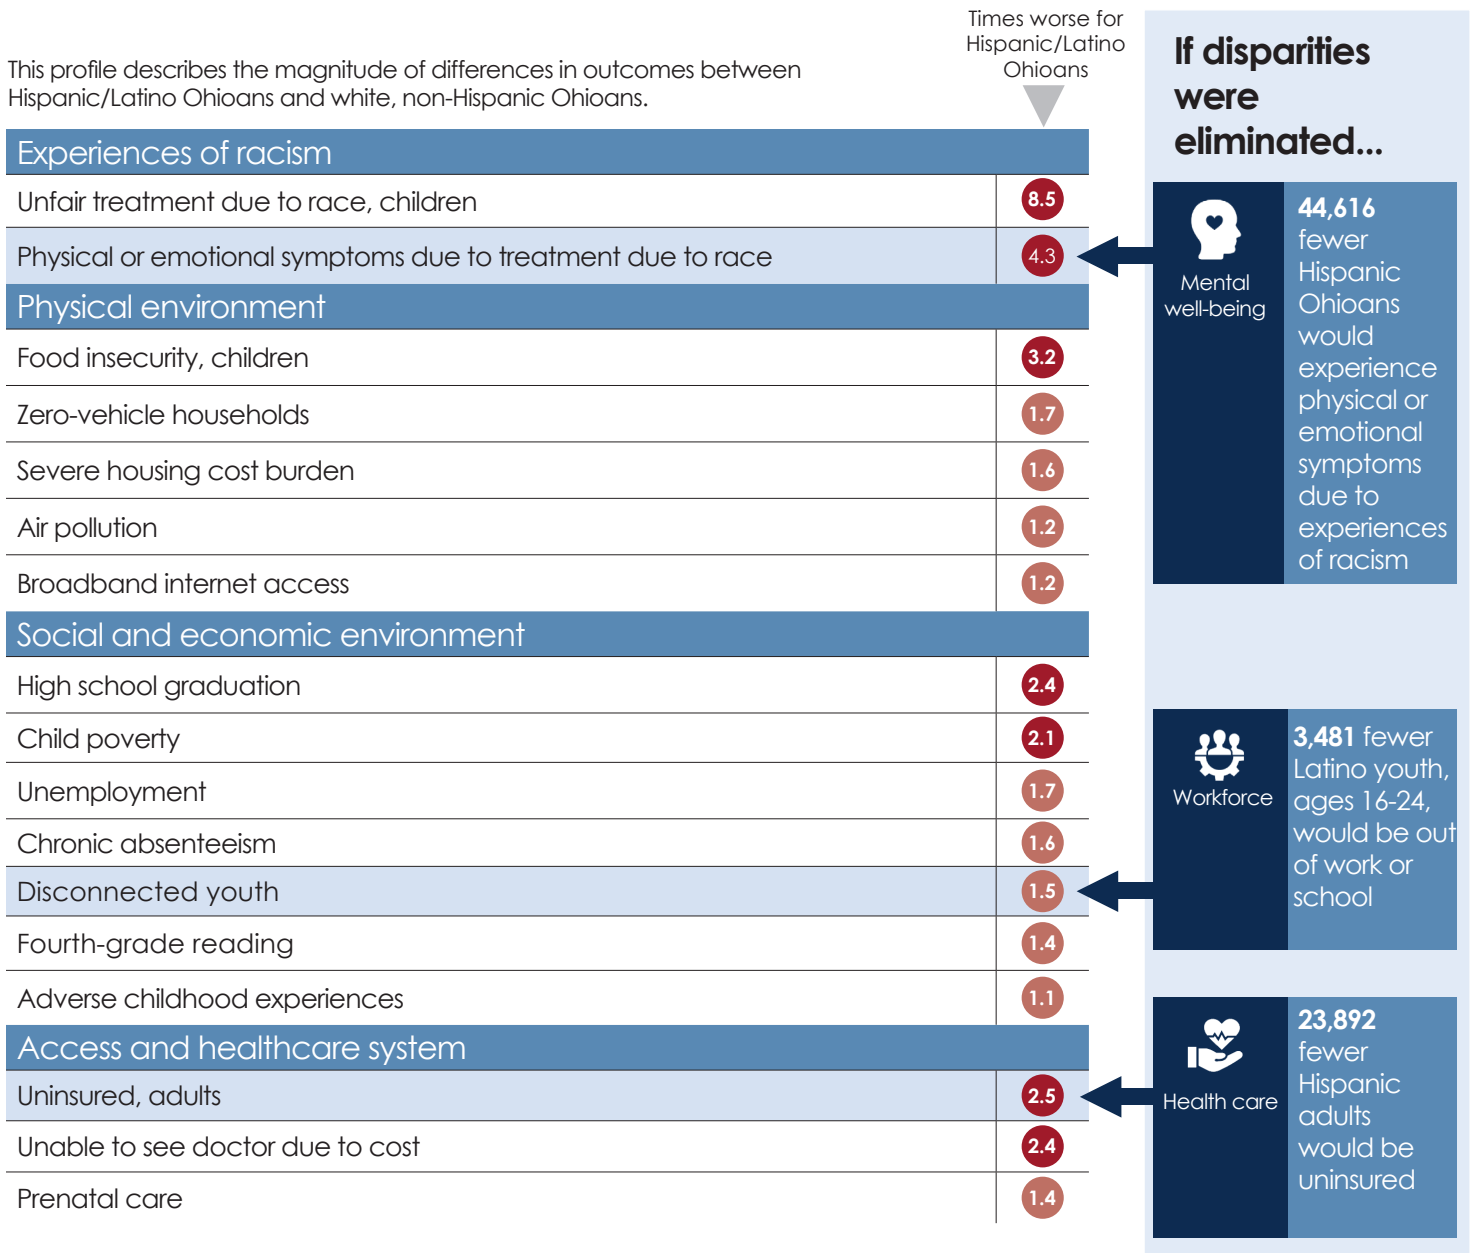 This profile describes the magnitude of differences in outcomes between
Hispanic/Latino Ohioans and white, non-Hispanic Ohioans.
Times worse for
Hispanic/Latino
Ohioans
Experiences of racism
Unfair treatment due to race, children 8.5
Physical or emotional symptoms due to treatment due to race 4.3
Physical environment
Food insecurity, children 3.2
Zero-vehicle households 1.7
Severe housing cost burden 1.6
Air pollution 1.2
Broadband internet access 1.2
Social and economic environment
High school graduation 2.4
Child poverty 2.1
Unemployment 1.7
Chronic absenteeism 1.6
Disconnected youth 1.5
Fourth-grade reading 1.4
Adverse childhood experiences 1.1
Access and healthcare system
Uninsured, adults 2.5
Unable to see doctor due to cost 2.4
Prenatal care 1.4
If disparities
were
eliminated...
Mental
well-being
44,616
fewer
Hispanic
Ohioans
would
experience
physical or
emotional
symptoms
due to
experiences
of racism
Workforce
3,481 fewer
Latino youth,
ages 16-24,
would be out
of work or
school
Health care
23,892
fewer
Hispanic
adults
would be
uninsured